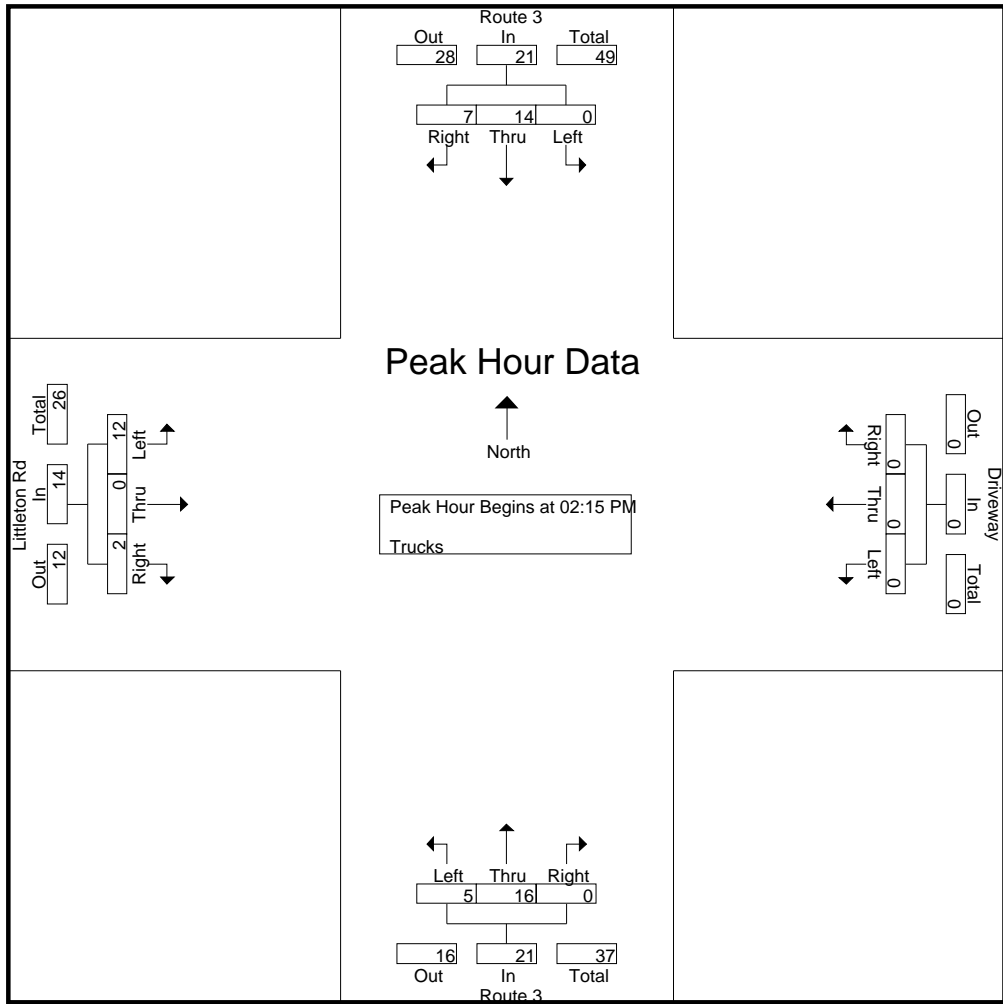 Route 3
Out In Total
28 21 49
7 14 0
Right Thru Left
Peak Hour Data
North
Peak Hour Begins at 02:15 PM
Trucks
Littleton Rd
Total In Out
26 14 12
12 0 2
Left Thru Right
Driveway
Out In Total
0 0 0
0 0 0
Right Thru Left
Left Thru Right
5 16 0
16 21 37
Out In Total
Route 3